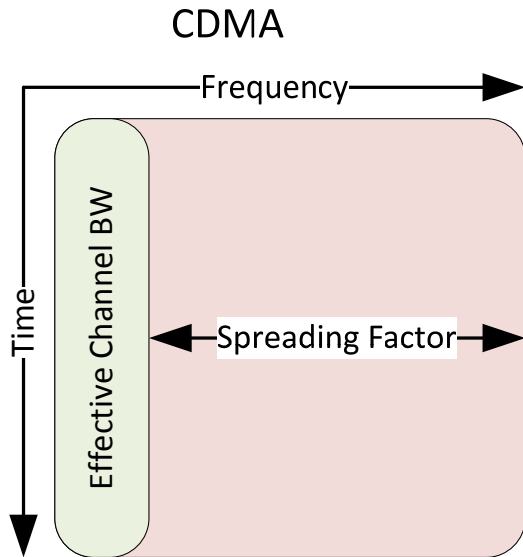 CDMA
Frequency
Time
Effective Channel BW
Spreading Factor